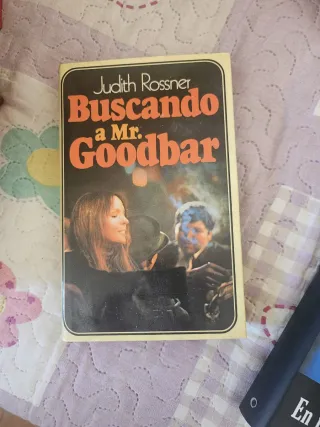 Judith Rossner
Buscando
a Mr.
Goodbar
En